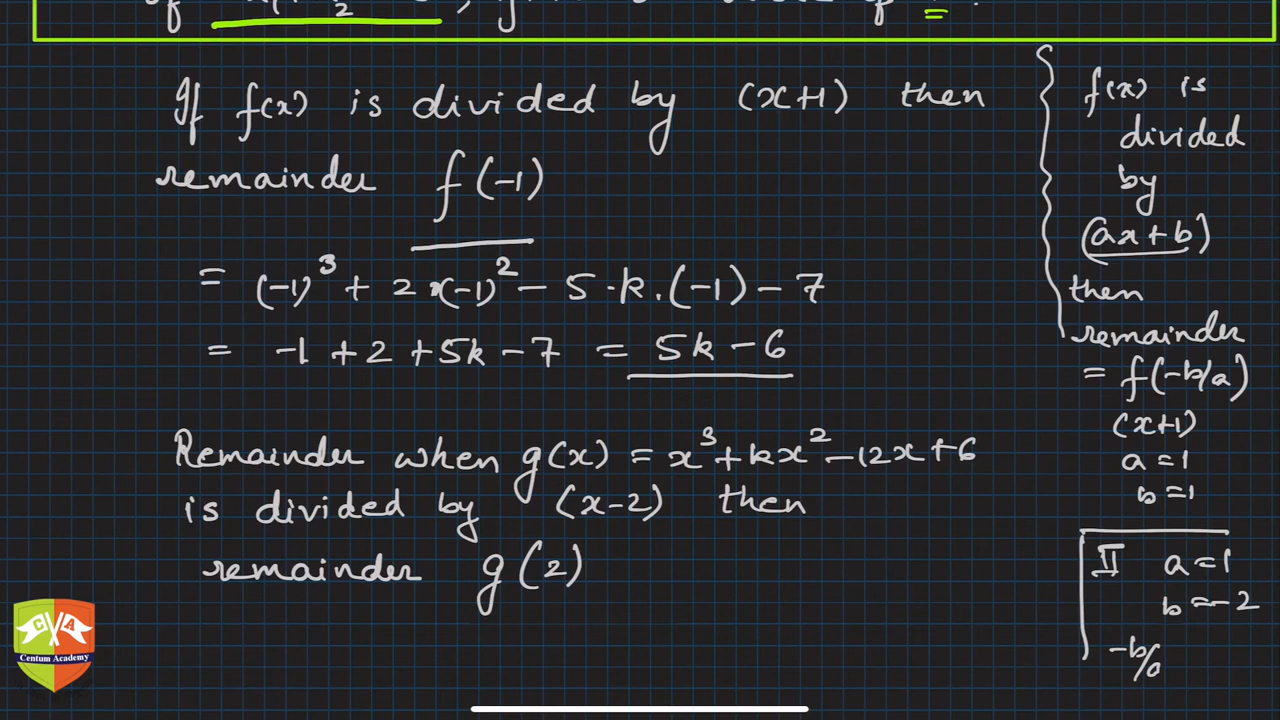 If f(x) is divided by (x+1) then
remainder f(-1)
= (-1)³ + 2 × (-1)² - 5 · k · (-1) - 7
= -1 + 2 + 5k - 7 = 5k - 6
Remainder when g(x) = x³ + kx² - 12x + 6
is divided by (x-2) then
remainder g(2)
f(x) is
divided
by
(ax + b)
then
remainder
= f(-b/a)
(x+1)
a = 1
b = 1
II a = 1
b = -2
-b/a
C A
Centum Academy